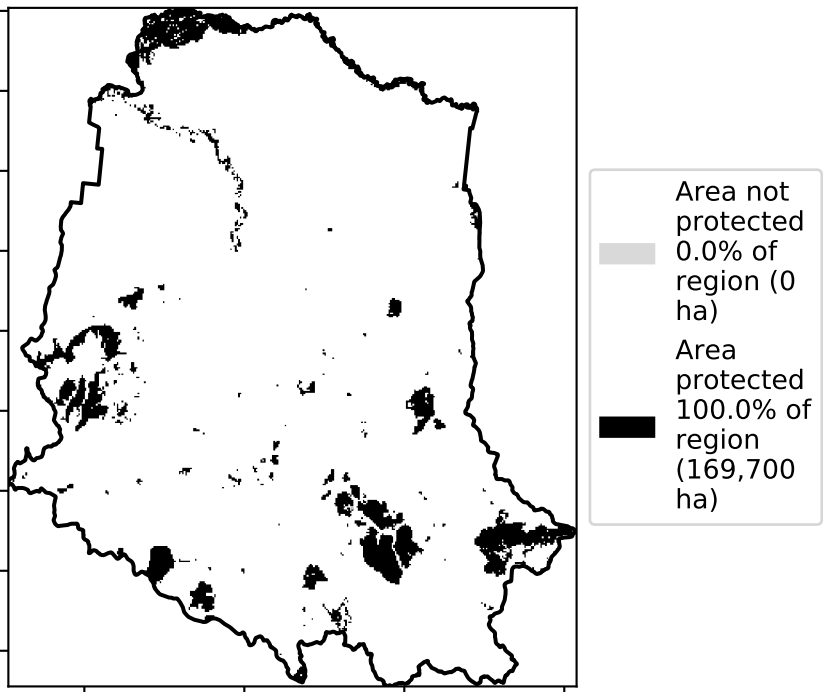 Area not
protected
0.0% of
region (0
ha)
Area
protected
100.0% of
region
(169,700
ha)